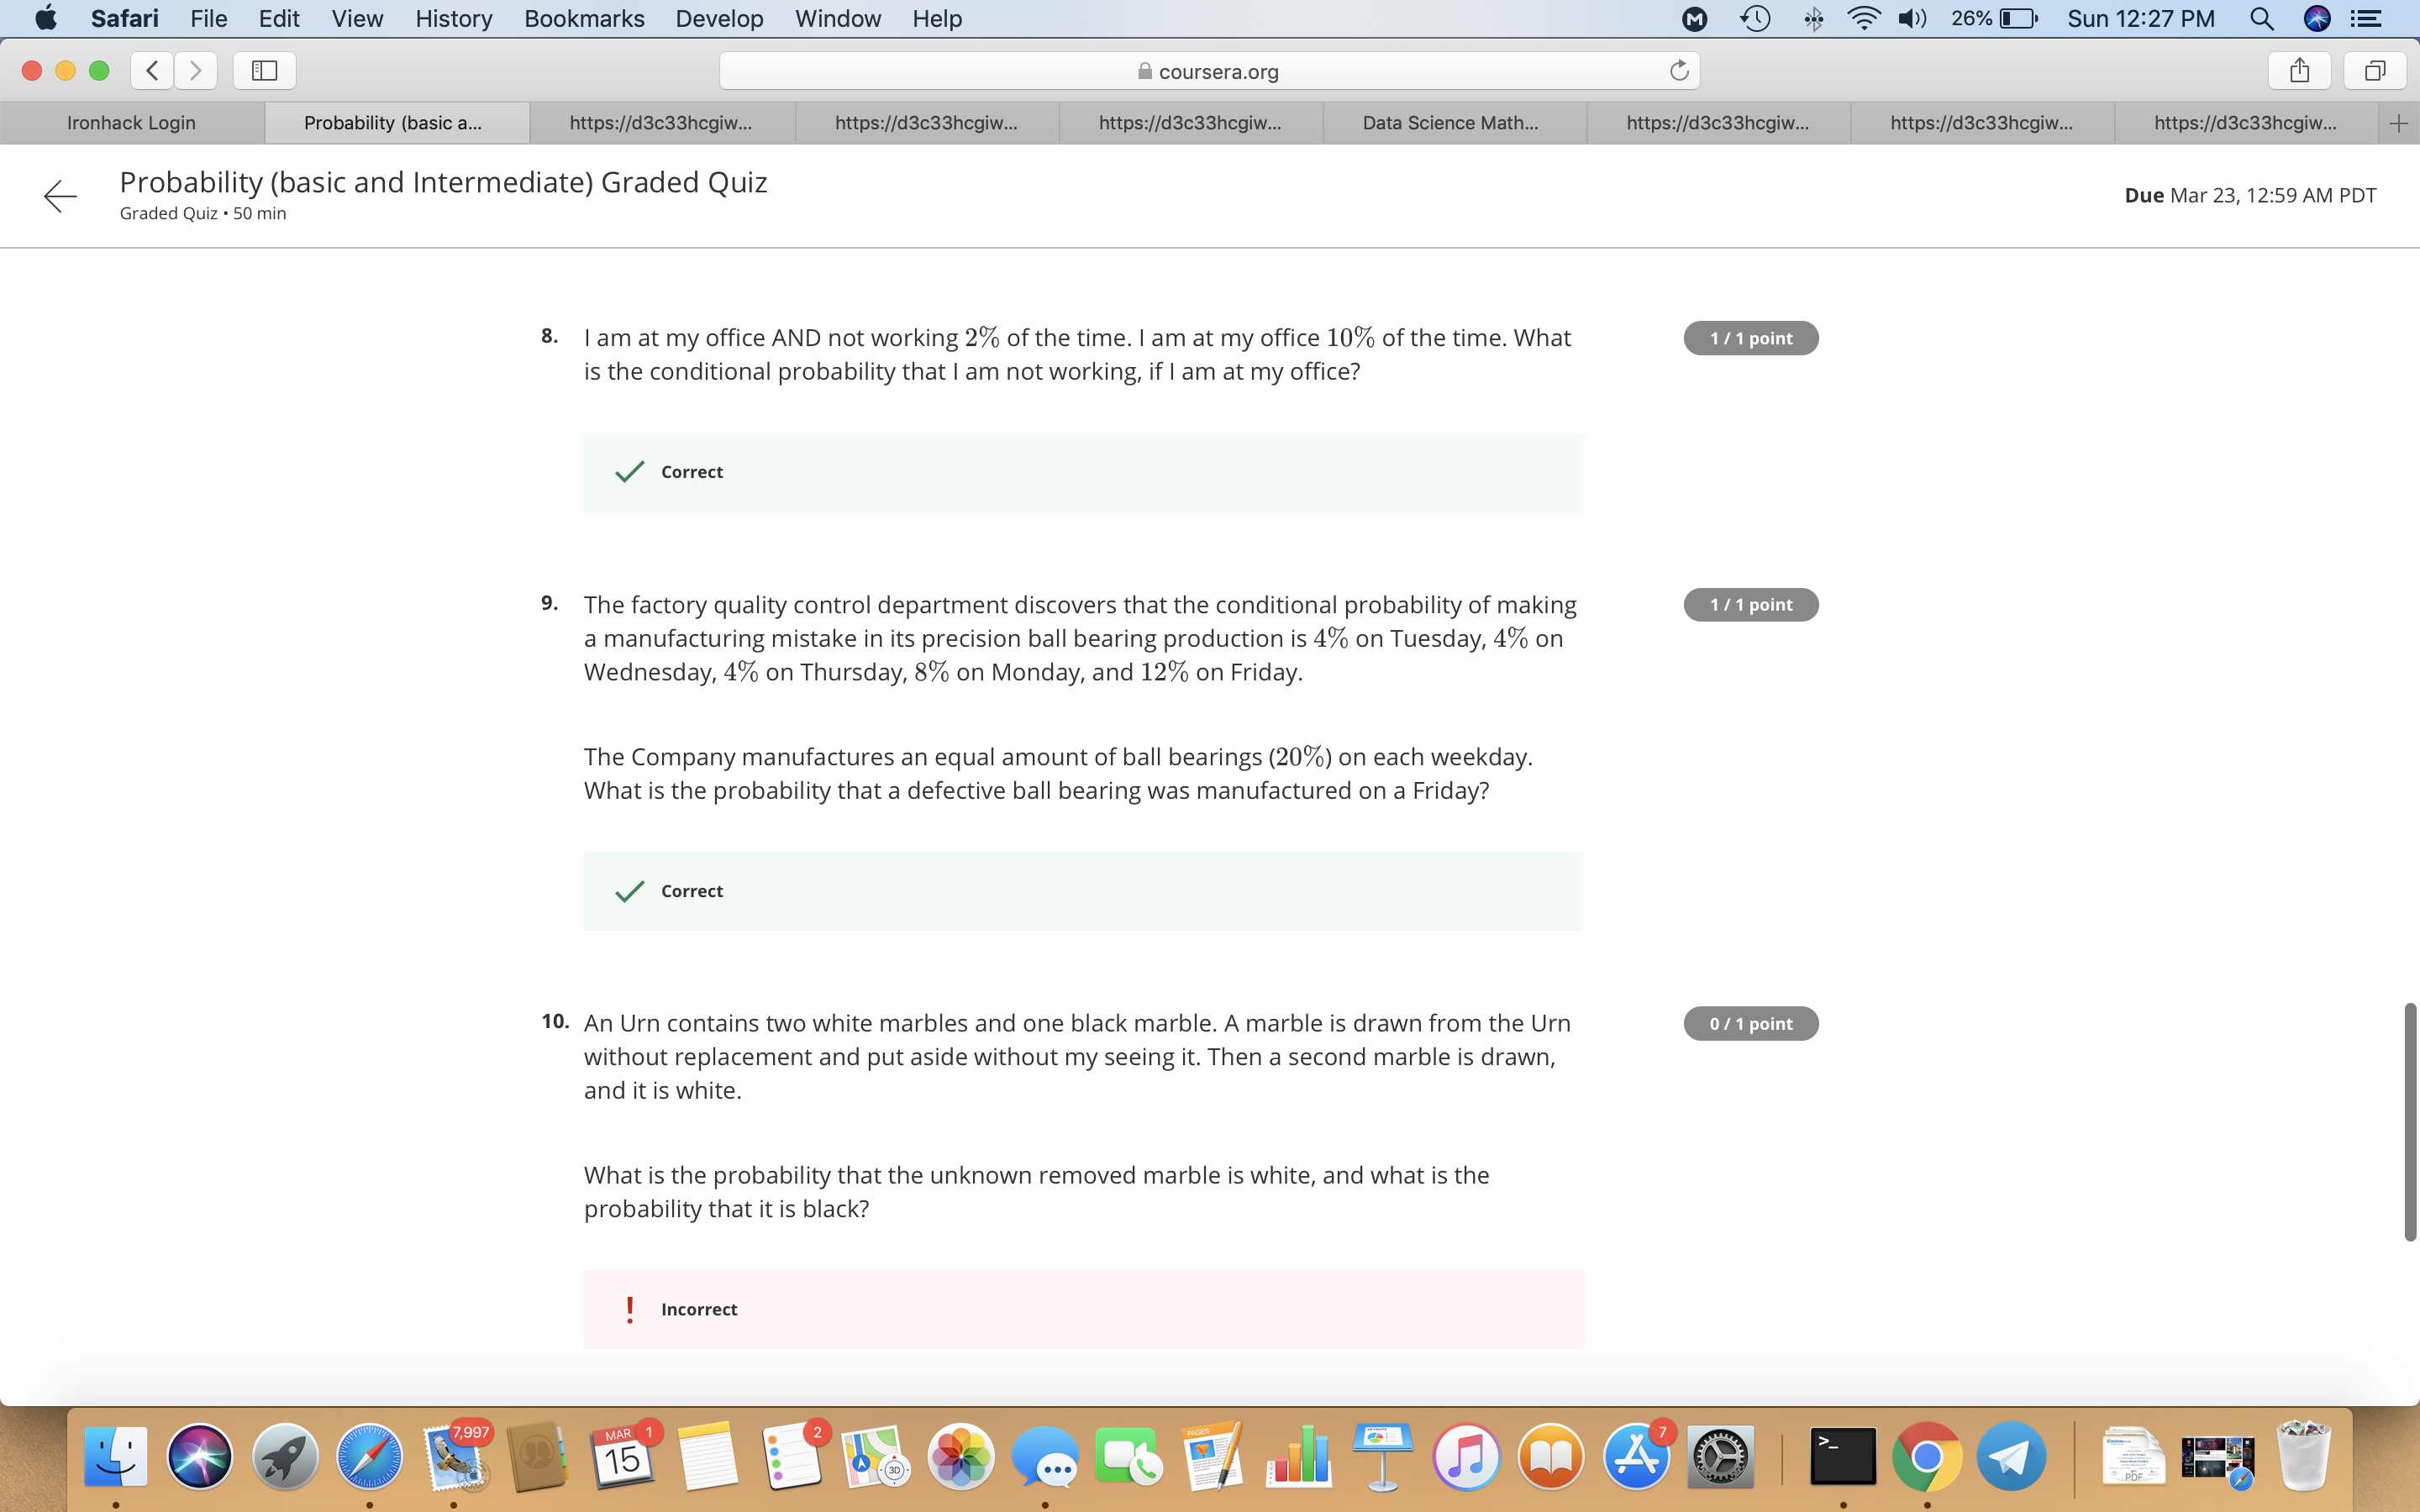 Safari File Edit View History Bookmarks Develop Window Help 26% Sun 12:27 PM
coursera.org
Ironhack Login Probability (basic a... https://d3c33hcgiw... https://d3c33hcgiw... https://d3c33hcgiw... Data Science Math... https://d3c33hcgiw... https://d3c33hcgiw... https://d3c33hcgiw...
Probability (basic and Intermediate) Graded Quiz
Graded Quiz • 50 min
Due Mar 23, 12:59 AM PDT
8. I am at my office AND not working 2% of the time. I am at my office 10% of the time. What
is the conditional probability that I am not working, if I am at my office?
1 / 1 point
Correct
9. The factory quality control department discovers that the conditional probability of making
a manufacturing mistake in its precision ball bearing production is 4% on Tuesday, 4% on
Wednesday, 4% on Thursday, 8% on Monday, and 12% on Friday.
1 / 1 point
The Company manufactures an equal amount of ball bearings (20%) on each weekday.
What is the probability that a defective ball bearing was manufactured on a Friday?
Correct
10. An Urn contains two white marbles and one black marble. A marble is drawn from the Urn
without replacement and put aside without my seeing it. Then a second marble is drawn,
and it is white.
0 / 1 point
What is the probability that the unknown removed marble is white, and what is the
probability that it is black?
! Incorrect
7,997
MAR 1
15
2
3D
PAGES
7
>_
PDF